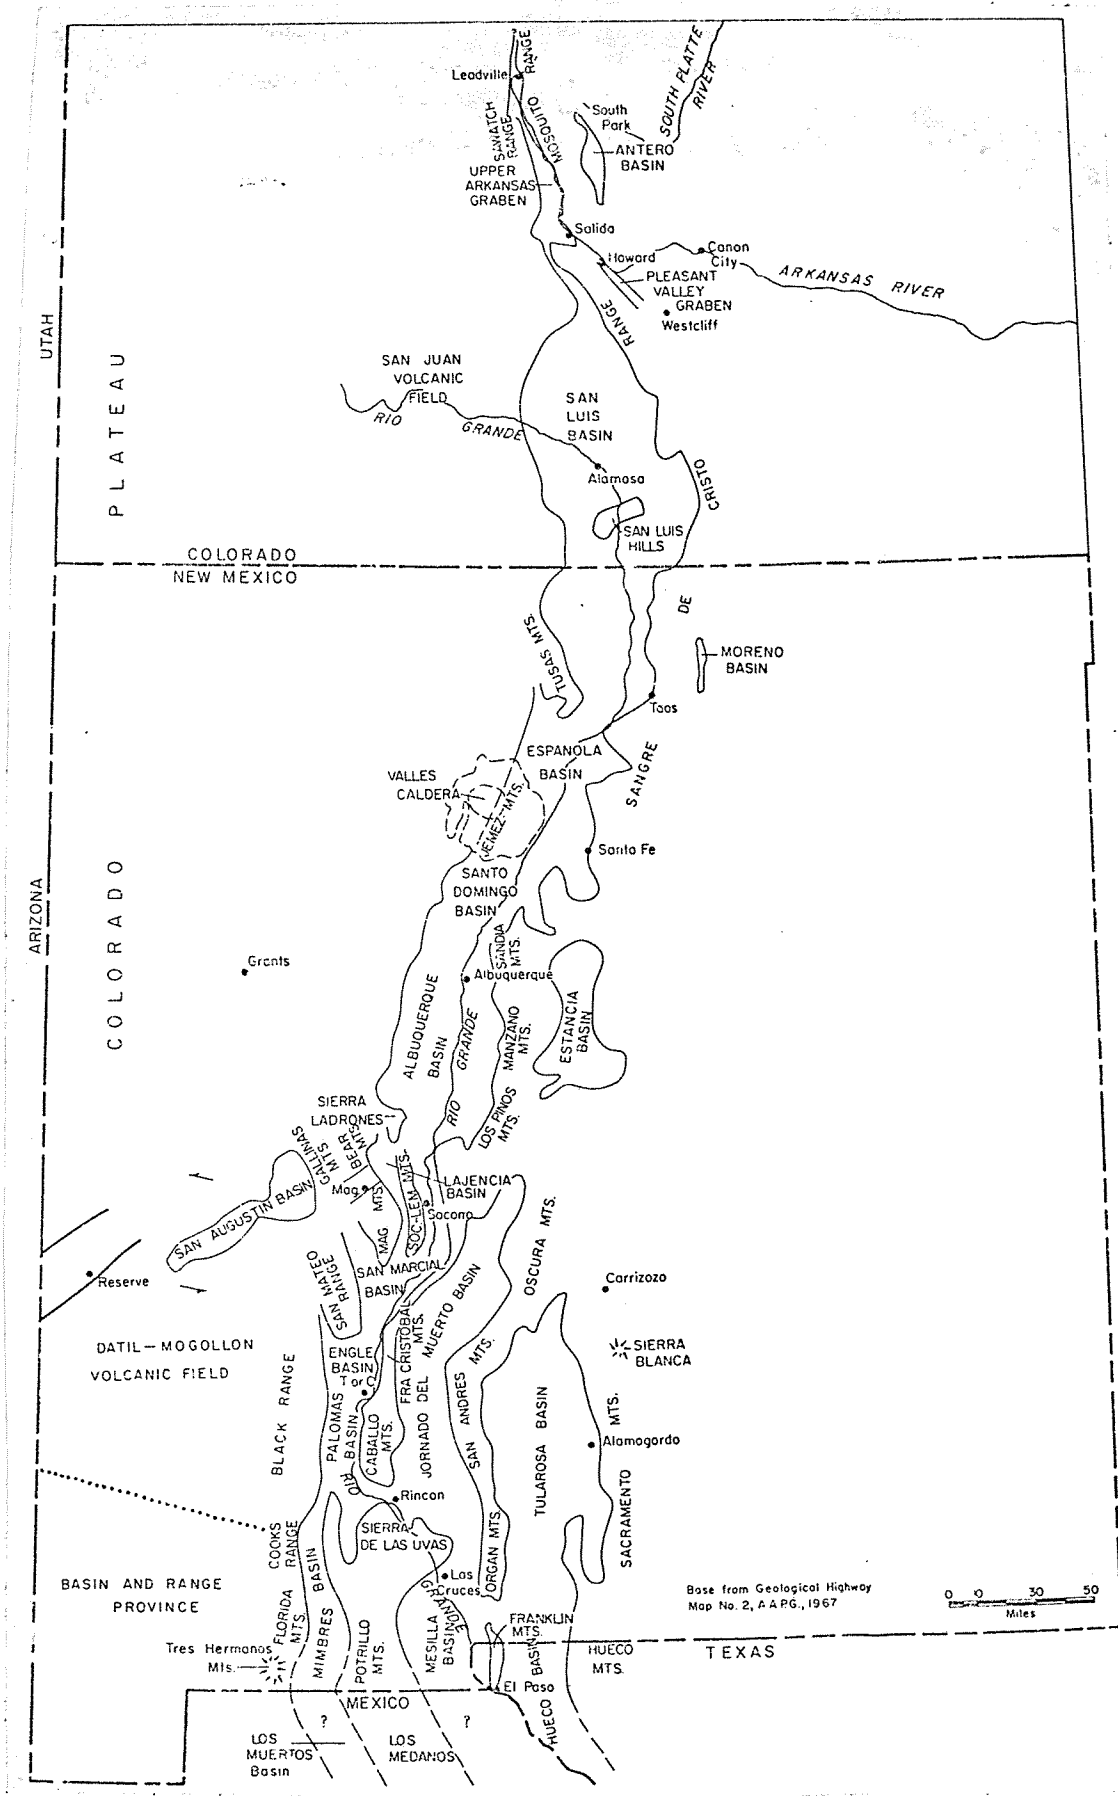 Leadville
MOSQUITO RANGE
SAWATCH
RANGE
South
Park
SOUTH PLATTE
RIVER
ANTERO
BASIN
UPPER
ARKANSAS
GRABEN
Salida
Howard
Canon
City
ARKANSAS RIVER
PLEASANT
VALLEY
GRABEN
Westcliff
UTAH
PLATEAU
SAN JUAN
VOLCANIC
FIELD
RIO GRANDE
SAN
LUIS
BASIN
Alamosa
SAN LUIS
HILLS
SANGRE DE CRISTO RANGE
COLORADO
NEW MEXICO
TUSAS MTS.
MORENO
BASIN
Taos
ESPANOLA
BASIN
VALLES
CALDERA
JEMEZ MTS.
Santa Fe
SANTO
DOMINGO
BASIN
ARIZONA
COLORADO
Grants
SANDIA
MTS.
Albuquerque
ALBUQUERQUE
BASIN
RIO GRANDE
MANZANO
MTS.
ESTANCIA
BASIN
SIERRA
LADRONES
LOS PINOS
MTS.
GALLINAS
MTS
BEAR
MTS
Mag
MAG MTS.
SOC-LEM MTS
LAJENCIA
BASIN
Socorro
SAN AUGUSTIN BASIN
Reserve
SAN MATEO
RANGE
SAN MARCIAL
BASIN
OSCURA MTS.
Carrizozo
DATIL-MOGOLLON
VOLCANIC FIELD
SIERRA
BLANCA
ENGLE
BASIN
T or C
FRA CRISTOBAL
MTS.
JORNADO DEL MUERTO BASIN
BLACK RANGE
PALOMAS
BASIN
CABALLO
MTS.
RIO
SAN ANDRES MTS.
TULAROSA BASIN
Alamogordo
SACRAMENTO MTS.
Rincon
SIERRA
DE LAS UVAS
COOKS
RANGE
ORGAN MTS.
Las
Cruces
GRANDE
BASIN AND RANGE
PROVINCE
FLORIDA
MTS.
MIMBRES BASIN
Tres Hermanos
Mts.
POTRILLO
MTS.
MESILLA
BASIN
FRANKLIN
MTS.
HUECO BASIN
HUECO
MTS.
TEXAS
Base from Geological Highway
Map No. 2, A.A.P.G., 1967
0 10 30 50
Miles
El Paso
MEXICO
?
?
LOS
MUERTOS
Basin
LOS
MEDANOS